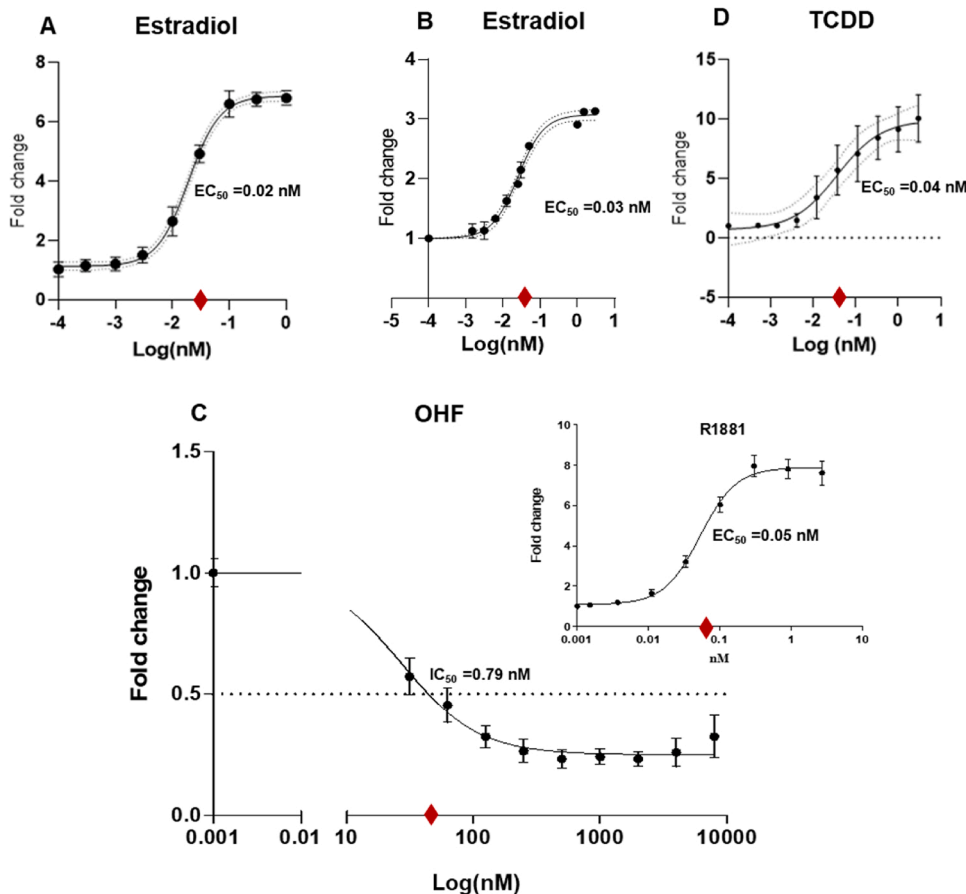 A
Estradiol
8
6
4
2
0
Fold change
EC50 =0.02 nM
-4 -3 -2 -1 0
Log(nM)
B
Estradiol
4
3
2
1
Fold change
EC50 =0.03 nM
-5 -4 -3 -2 -1 0 1
Log(nM)
D
TCDD
15
10
5
0
-5
Fold change
EC50 =0.04 nM
-4 -3 -2 -1 0 1
Log (nM)
C
OHF
1.5
1.0
0.5
0.0
Fold change
IC50 =0.79 nM
0.001 0.01 10 100 1000 10000
Log(nM)
R1881
10
8
6
4
2
0
Fold change
EC50 =0.05 nM
0.001 0.01 0.1 1 10
nM